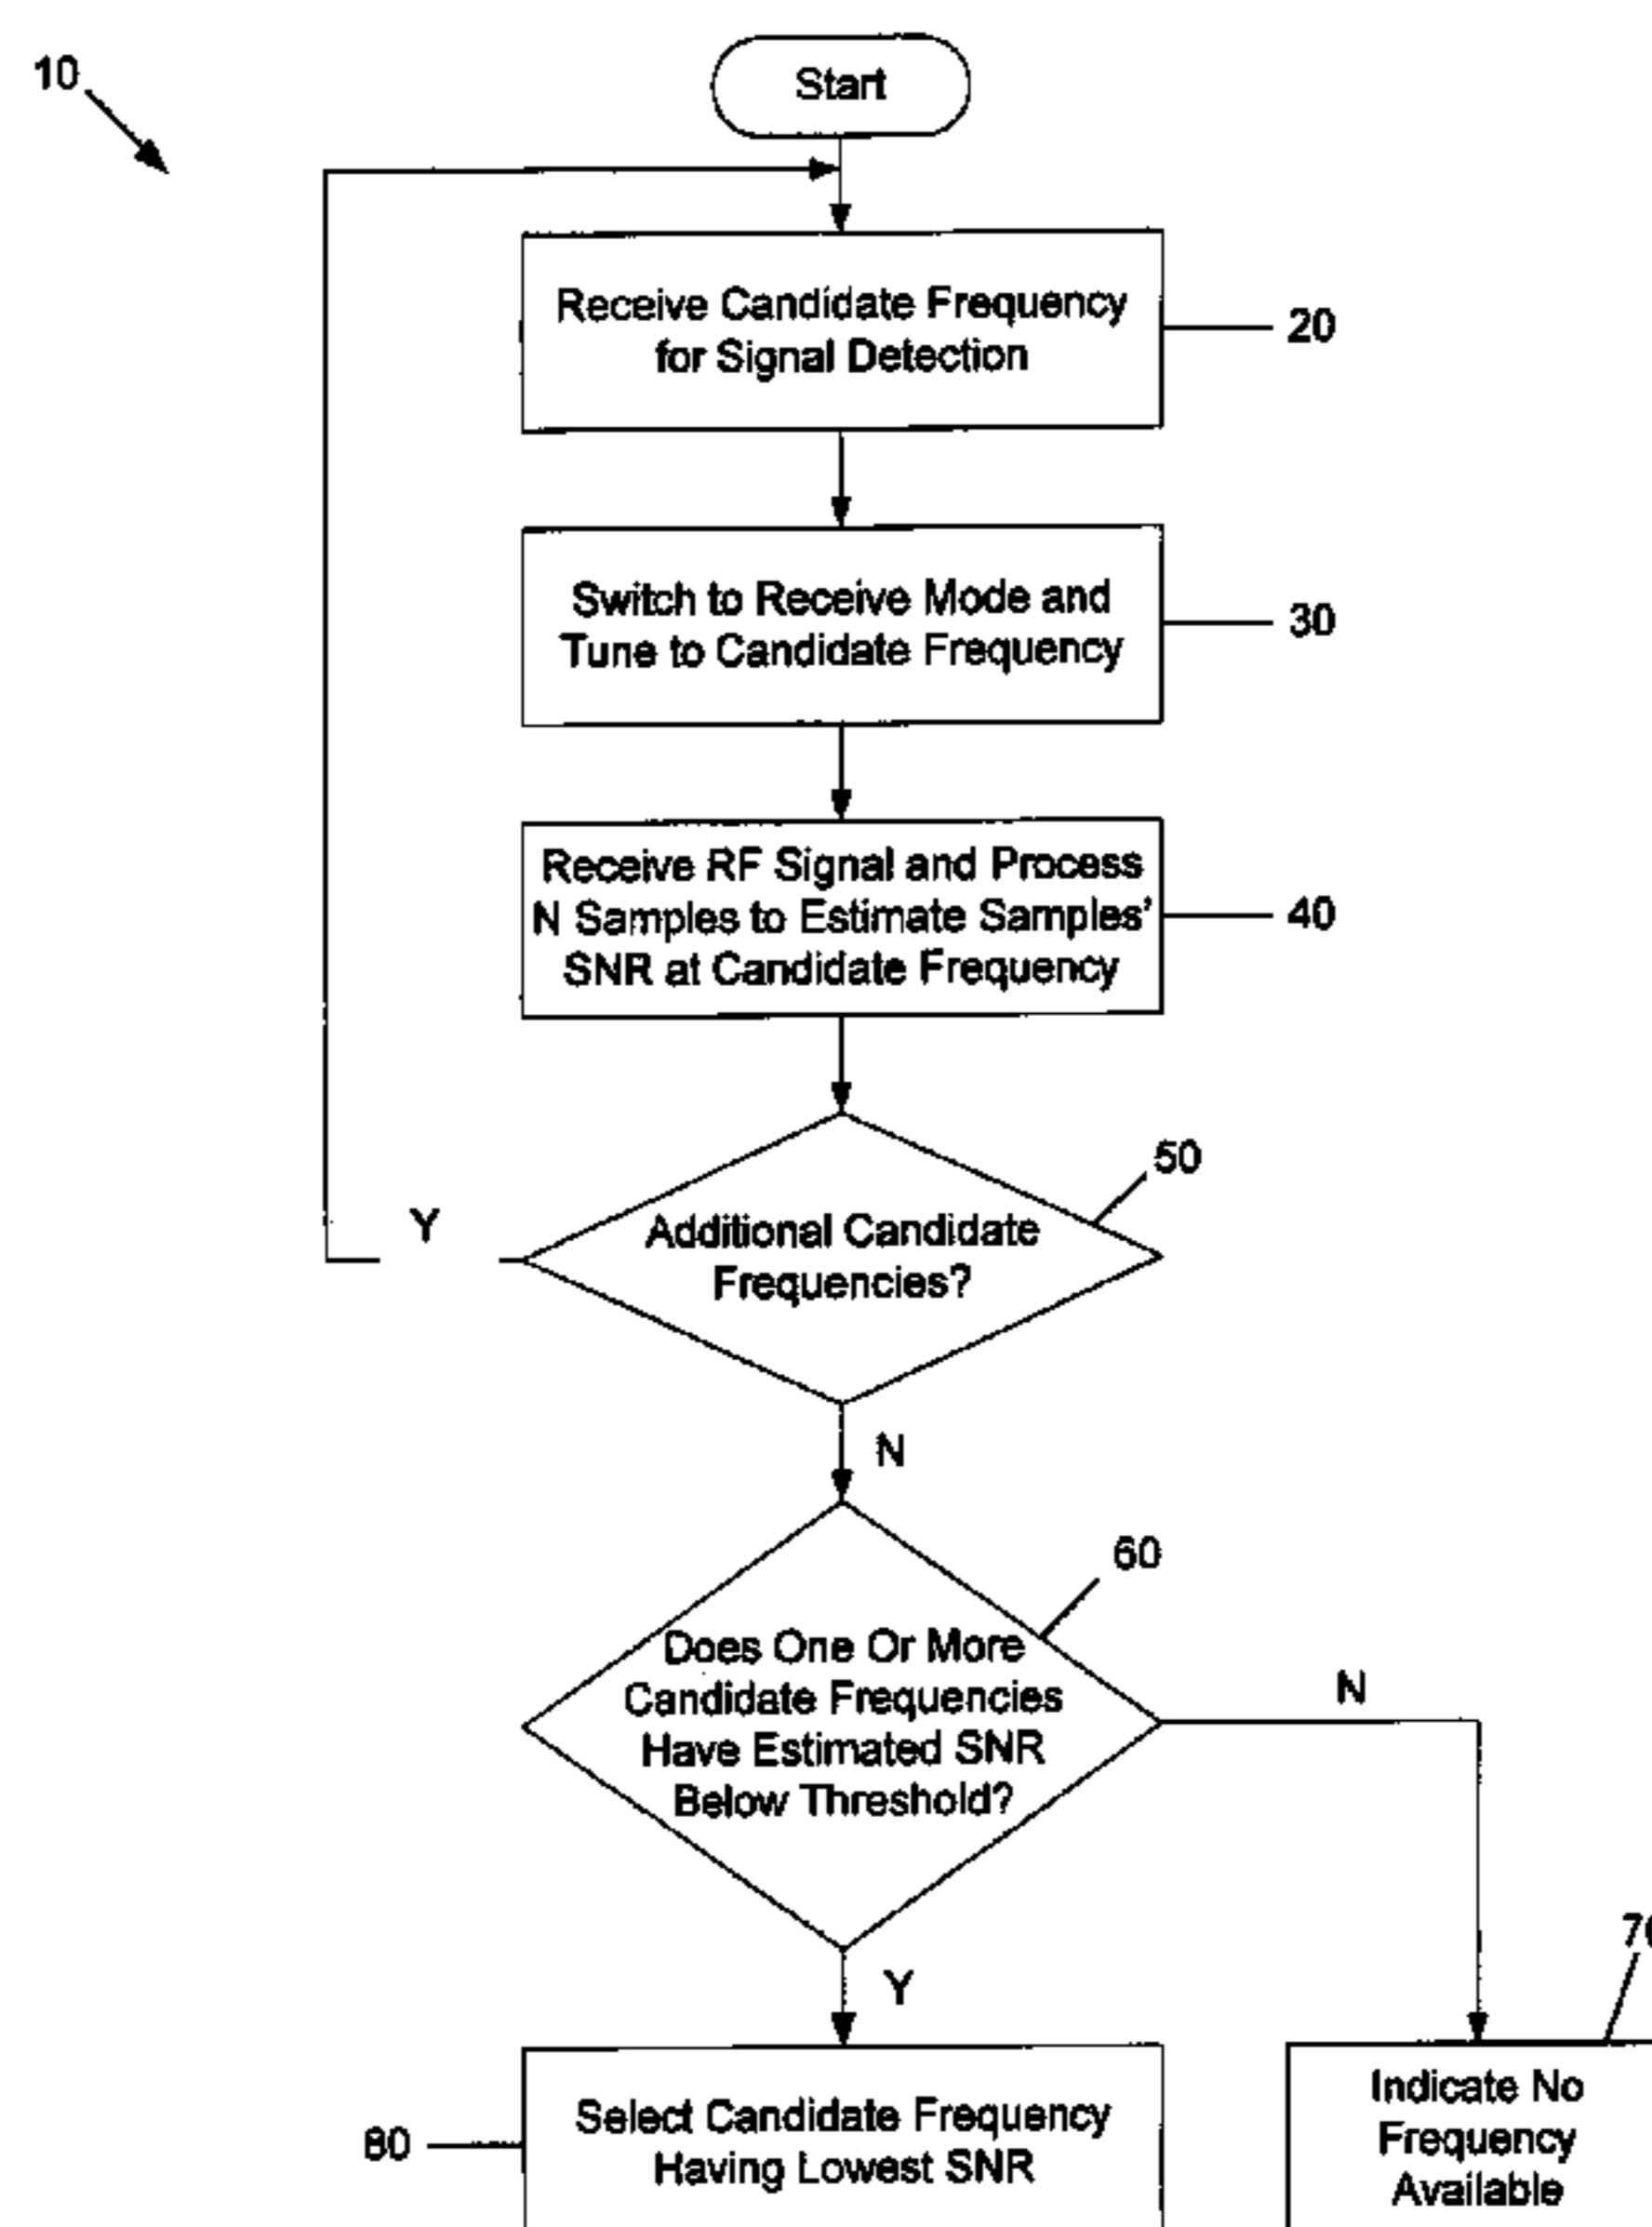 10
Start
Receive Candidate Frequency
for Signal Detection
20
Switch to Receive Mode and
Tune to Candidate Frequency
30
Receive RF Signal and Process
N Samples to Estimate Samples'
SNR at Candidate Frequency
40
50
Additional Candidate
Frequencies?
Y
N
60
Does One Or More
Candidate Frequencies
Have Estimated SNR
Below Threshold?
N
Y
70
80
Select Candidate Frequency
Having Lowest SNR
Indicate No
Frequency
Available